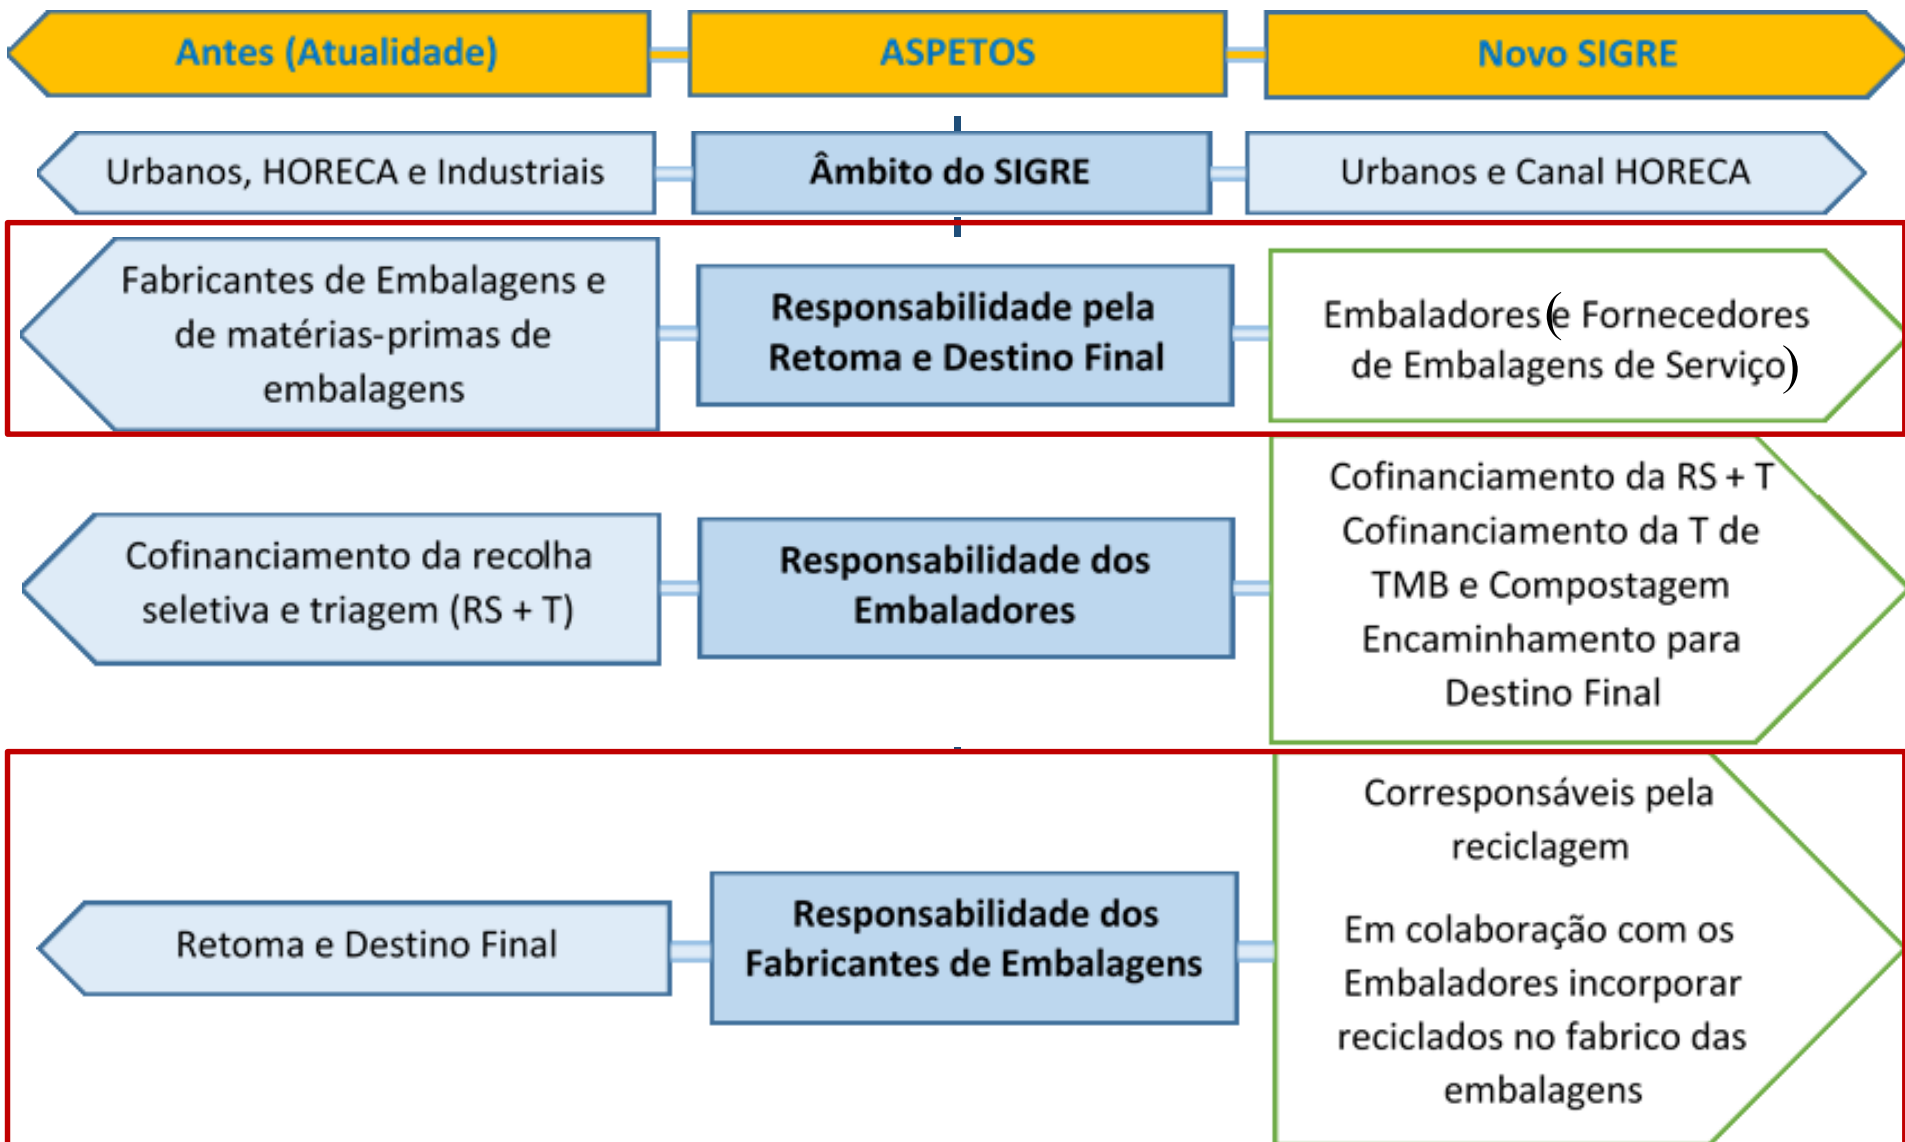 Antes (Atualidade)
ASPETOS
Novo SIGRE
Urbanos, HORECA e Industriais
Âmbito do SIGRE
Urbanos e Canal HORECA
Fabricantes de Embalagens e
de matérias-primas de
embalagens
Responsabilidade pela
Retoma e Destino Final
Embaladores (e Fornecedores
de Embalagens de Serviço)
Cofinanciamento da recolha
seletiva e triagem (RS + T)
Responsabilidade dos
Embaladores
Cofinanciamento da RS + T
Cofinanciamento da T de
TMB e Compostagem
Encaminhamento para
Destino Final
Retoma e Destino Final
Responsabilidade dos
Fabricantes de Embalagens
Corresponsáveis pela
reciclagem
Em colaboração com os
Embaladores incorporar
reciclados no fabrico das
embalagens